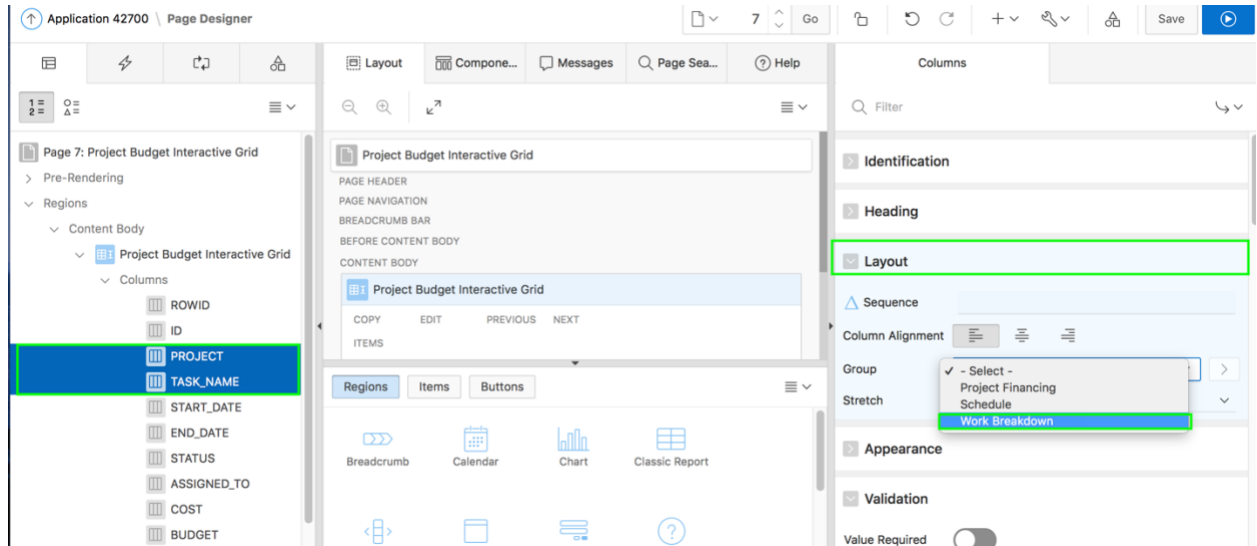 Application 42700 \ Page Designer
7 Go
Save
Layout
Compone...
Messages
Page Sea...
Help
Columns
Filter
Page 7: Project Budget Interactive Grid
Pre-Rendering
Regions
Content Body
Project Budget Interactive Grid
Columns
ROWID
ID
PROJECT
TASK_NAME
START_DATE
END_DATE
STATUS
ASSIGNED_TO
COST
BUDGET
Project Budget Interactive Grid
PAGE HEADER
PAGE NAVIGATION
BREADCRUMB BAR
BEFORE CONTENT BODY
CONTENT BODY
Project Budget Interactive Grid
COPY EDIT PREVIOUS NEXT
ITEMS
Regions Items Buttons
Breadcrumb Calendar Chart Classic Report
Identification
Heading
Layout
Sequence
Column Alignment
Group
- Select -
Project Financing
Schedule
Work Breakdown
Stretch
Appearance
Validation
Value Required